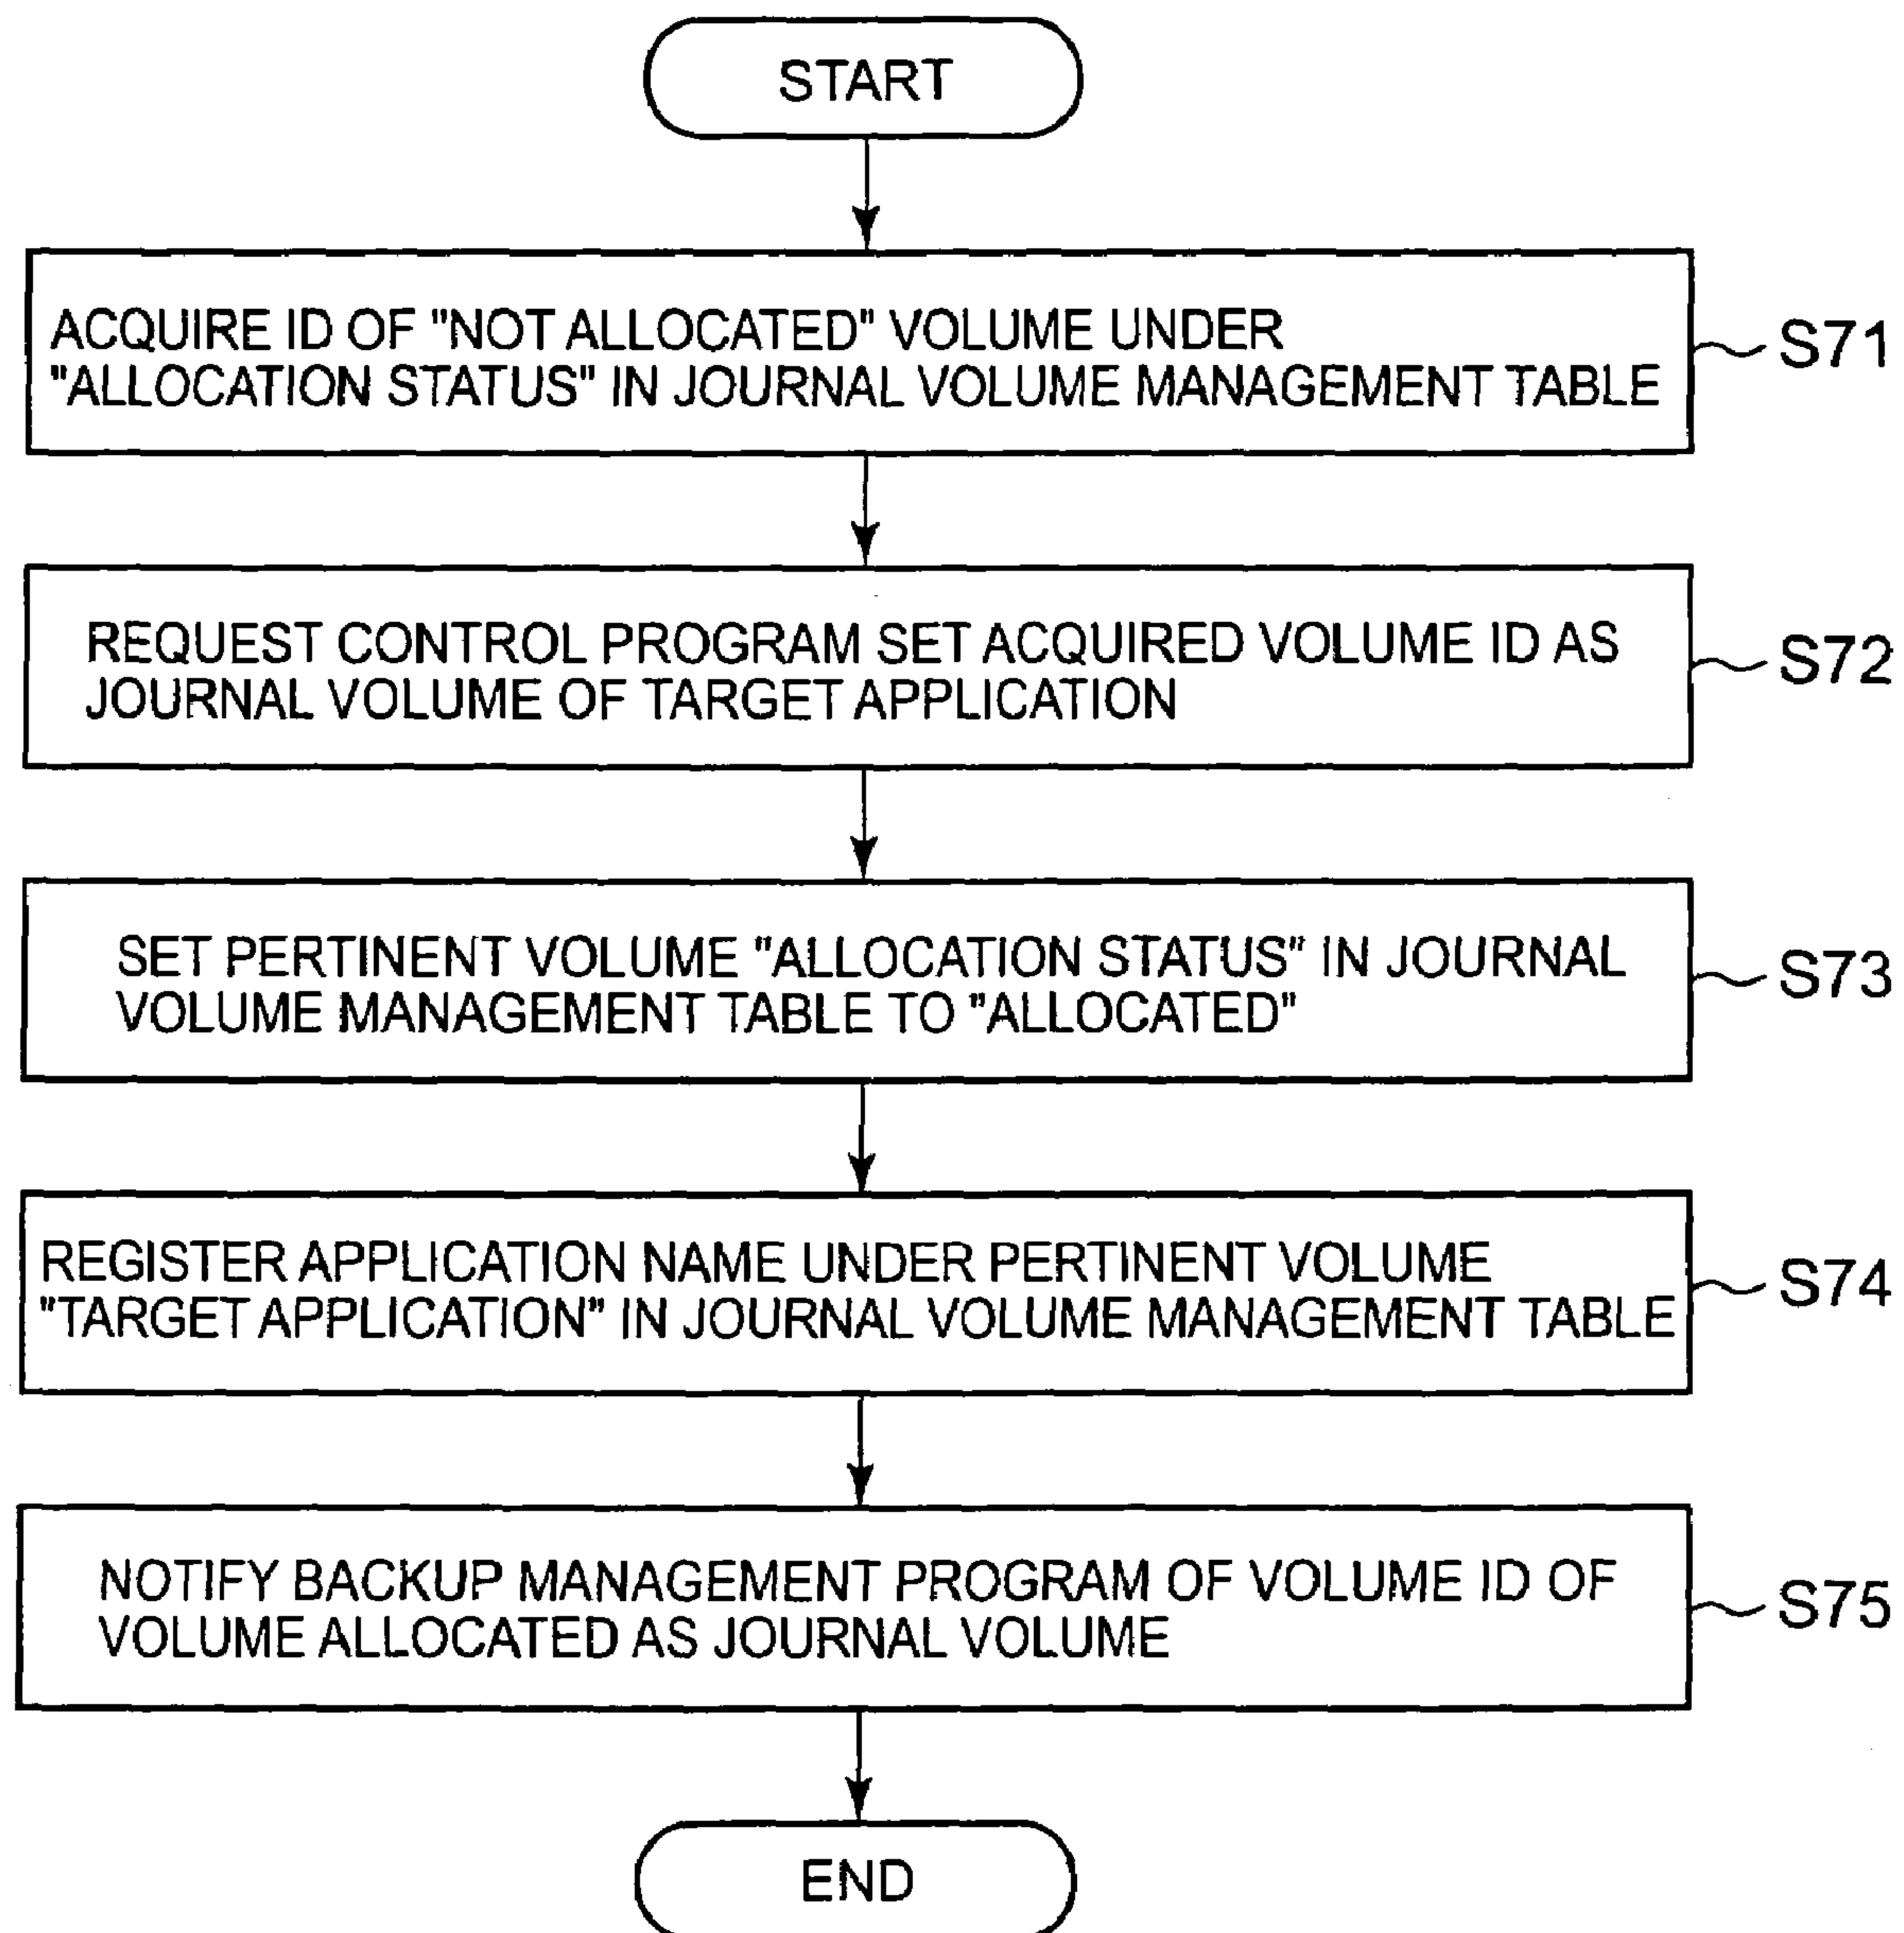 START
ACQUIRE ID OF "NOT ALLOCATED" VOLUME UNDER
"ALLOCATION STATUS" IN JOURNAL VOLUME MANAGEMENT TABLE
S71
REQUEST CONTROL PROGRAM SET ACQUIRED VOLUME ID AS
JOURNAL VOLUME OF TARGET APPLICATION
S72
SET PERTINENT VOLUME "ALLOCATION STATUS" IN JOURNAL
VOLUME MANAGEMENT TABLE TO "ALLOCATED"
S73
REGISTER APPLICATION NAME UNDER PERTINENT VOLUME
"TARGET APPLICATION" IN JOURNAL VOLUME MANAGEMENT TABLE
S74
NOTIFY BACKUP MANAGEMENT PROGRAM OF VOLUME ID OF
VOLUME ALLOCATED AS JOURNAL VOLUME
S75
END